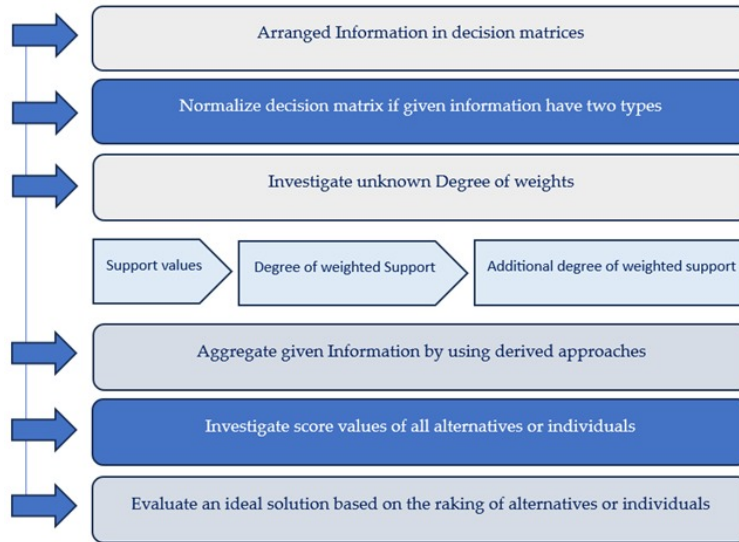 Arranged Information in decision matrices
Normalize decision matrix if given information have two types
Investigate unknown Degree of weights
Support values
Degree of weighted Support
Additional degree of weighted support
Aggregate given Information by using derived approaches
Investigate score values of all alternatives or individuals
Evaluate an ideal solution based on the raking of alternatives or individuals